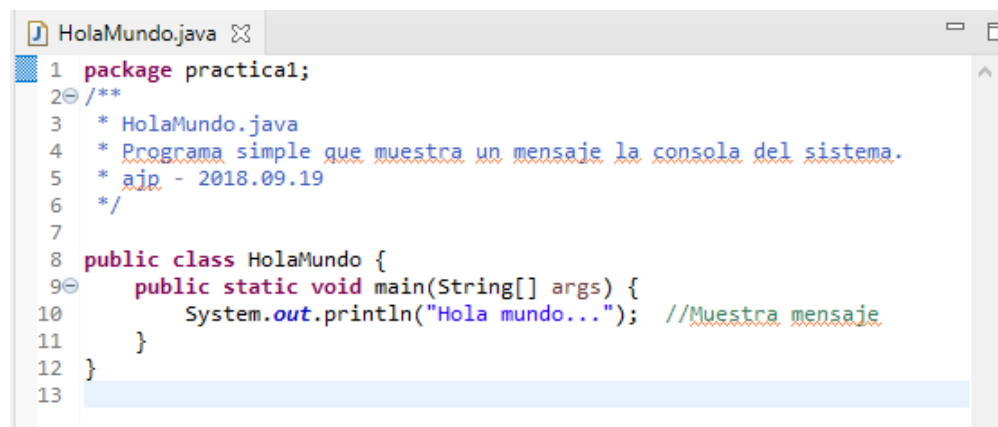 HolaMundo.java
1 package practica1;
2 /**
3  * HolaMundo.java
4  * Programa simple que muestra un mensaje la consola del sistema.
5  * ajp - 2018.09.19
6  */
7
8 public class HolaMundo {
9     public static void main(String[] args) {
10         System.out.println("Hola mundo...");  //Muestra mensaje
11     }
12 }
13